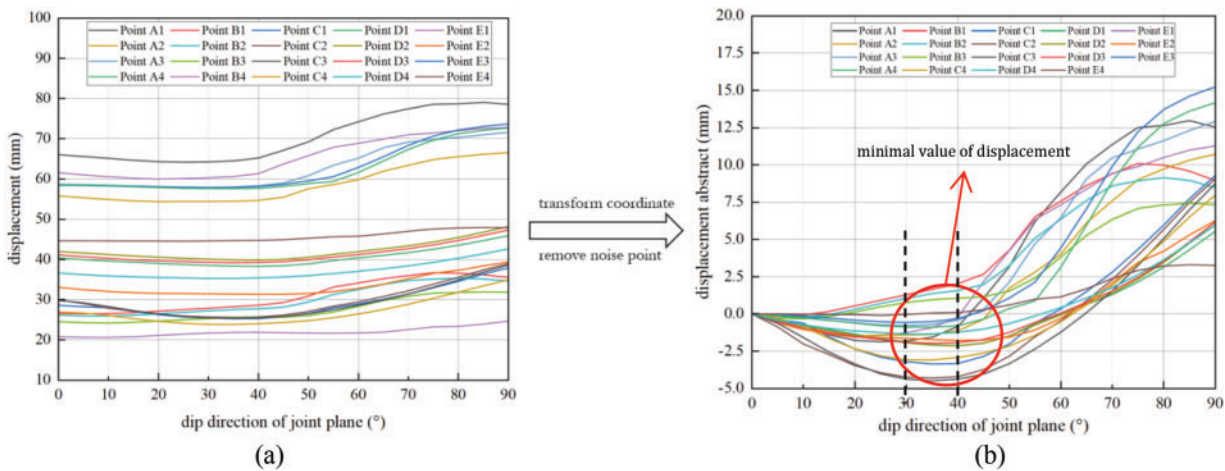 100
90
80
70
60
50
40
30
20
10
displacement (mm)
Point A1 Point B1 Point C1 Point D1 Point E1
Point A2 Point B2 Point C2 Point D2 Point E2
Point A3 Point B3 Point C3 Point D3 Point E3
Point A4 Point B4 Point C4 Point D4 Point E4
0 10 20 30 40 50 60 70 80 90
dip direction of joint plane (°)
(a)
transform coordinate
remove noise point
20.0
17.5
15.0
12.5
10.0
7.5
5.0
2.5
0.0
-2.5
-5.0
displacement abstract (mm)
Point A1 Point B1 Point C1 Point D1 Point E1
Point A2 Point B2 Point C2 Point D2 Point E2
Point A3 Point B3 Point C3 Point D3 Point E3
Point A4 Point C4 Point D4 Point E4
minimal value of displacement
0 10 20 30 40 50 60 70 80 90
dip direction of joint plane (°)
(b)